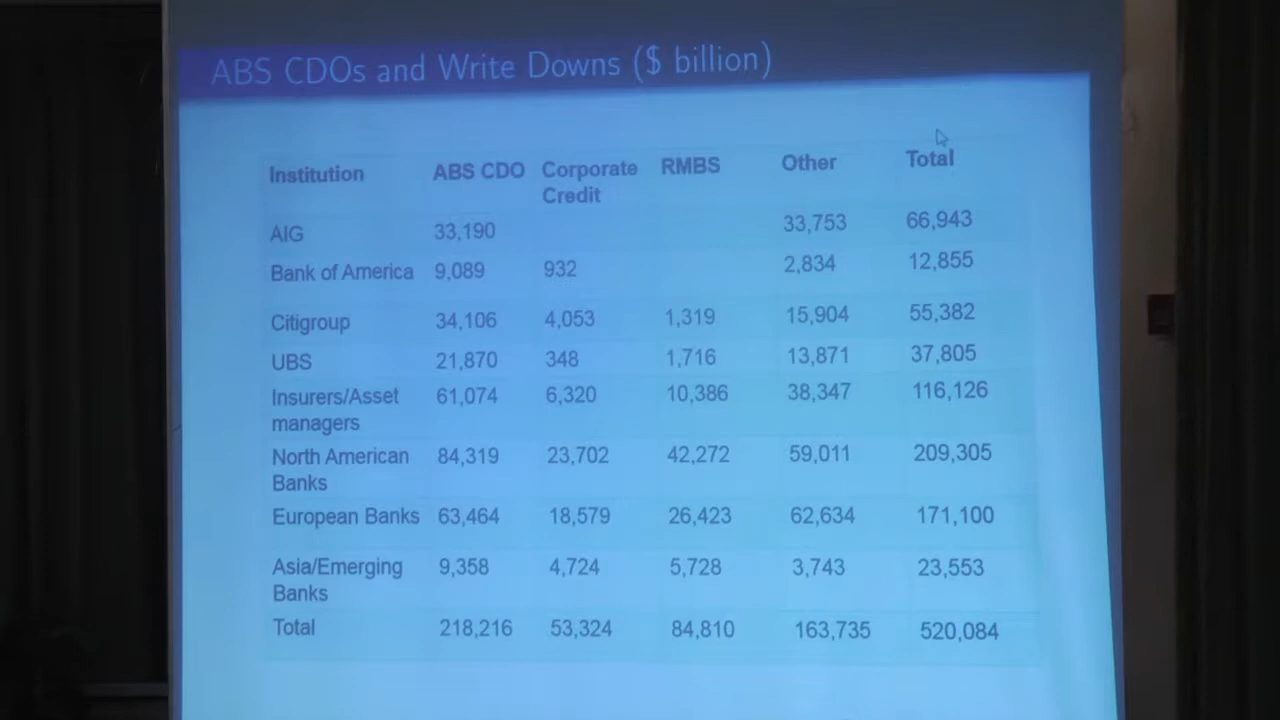 ABS CDOs and Write Downs ($ billion)
Institution ABS CDO Corporate Credit RMBS Other Total
AIG 33,190 33,753 66,943
Bank of America 9,089 932 2,834 12,855
Citigroup 34,106 4,053 1,319 15,904 55,382
UBS 21,870 348 1,716 13,871 37,805
Insurers/Asset managers 61,074 6,320 10,386 38,347 116,126
North American Banks 84,319 23,702 42,272 59,011 209,305
European Banks 63,464 18,579 26,423 62,634 171,100
Asia/Emerging Banks 9,358 4,724 5,728 3,743 23,553
Total 218,216 53,324 84,810 163,735 520,084